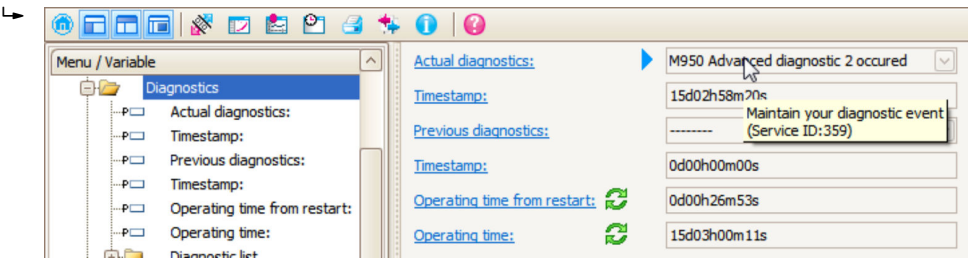 Menu / Variable
Diagnostics
Actual diagnostics:
Timestamp:
Previous diagnostics:
Timestamp:
Operating time from restart:
Operating time:
Diagnostic list
Actual diagnostics: M950 Advanced diagnostic 2 occured
Timestamp: 15d02h58m20s
Maintain your diagnostic event
Previous diagnostics: -------- (Service ID:359)
Timestamp: 0d00h00m00s
Operating time from restart: 0d00h26m53s
Operating time: 15d03h00m11s